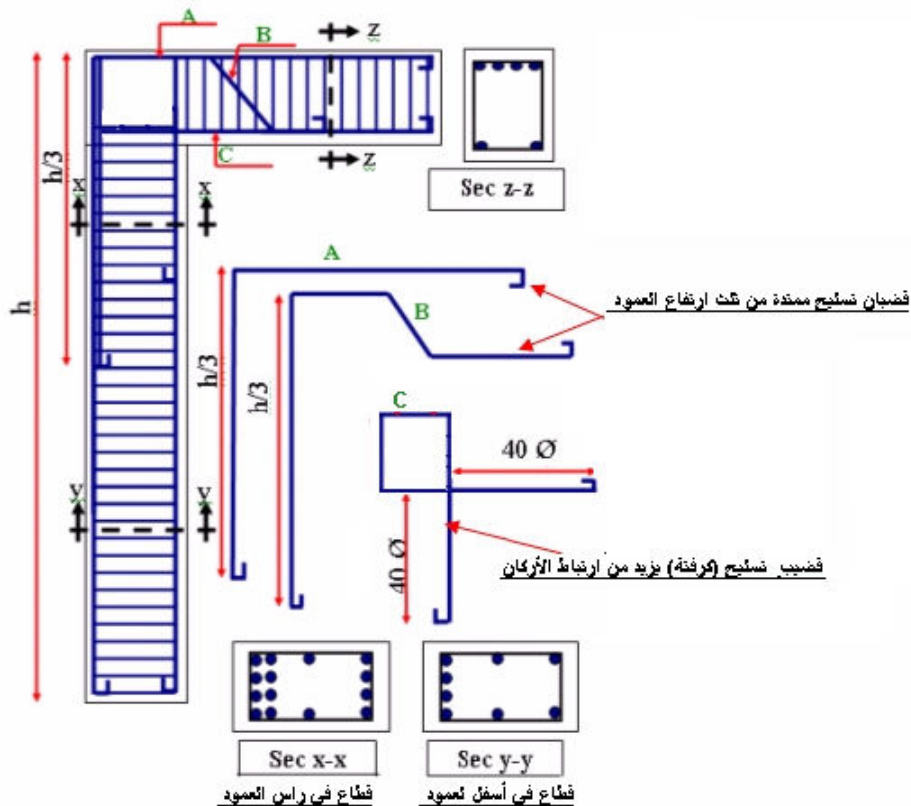 A
B
z
C
z
Sec z-z
h/3
x
x
h
A
B
قضبان تسليح ممتدة من ثلث ارتفاع العمود
h/3
h/3
C
40 Ø
y
y
40 Ø
قضيب تسليح (كرفتة) يزيد من ارتباط الأركان
Sec x-x
Sec y-y
قطاع في راس العمود
قطاع في أسفل العمود